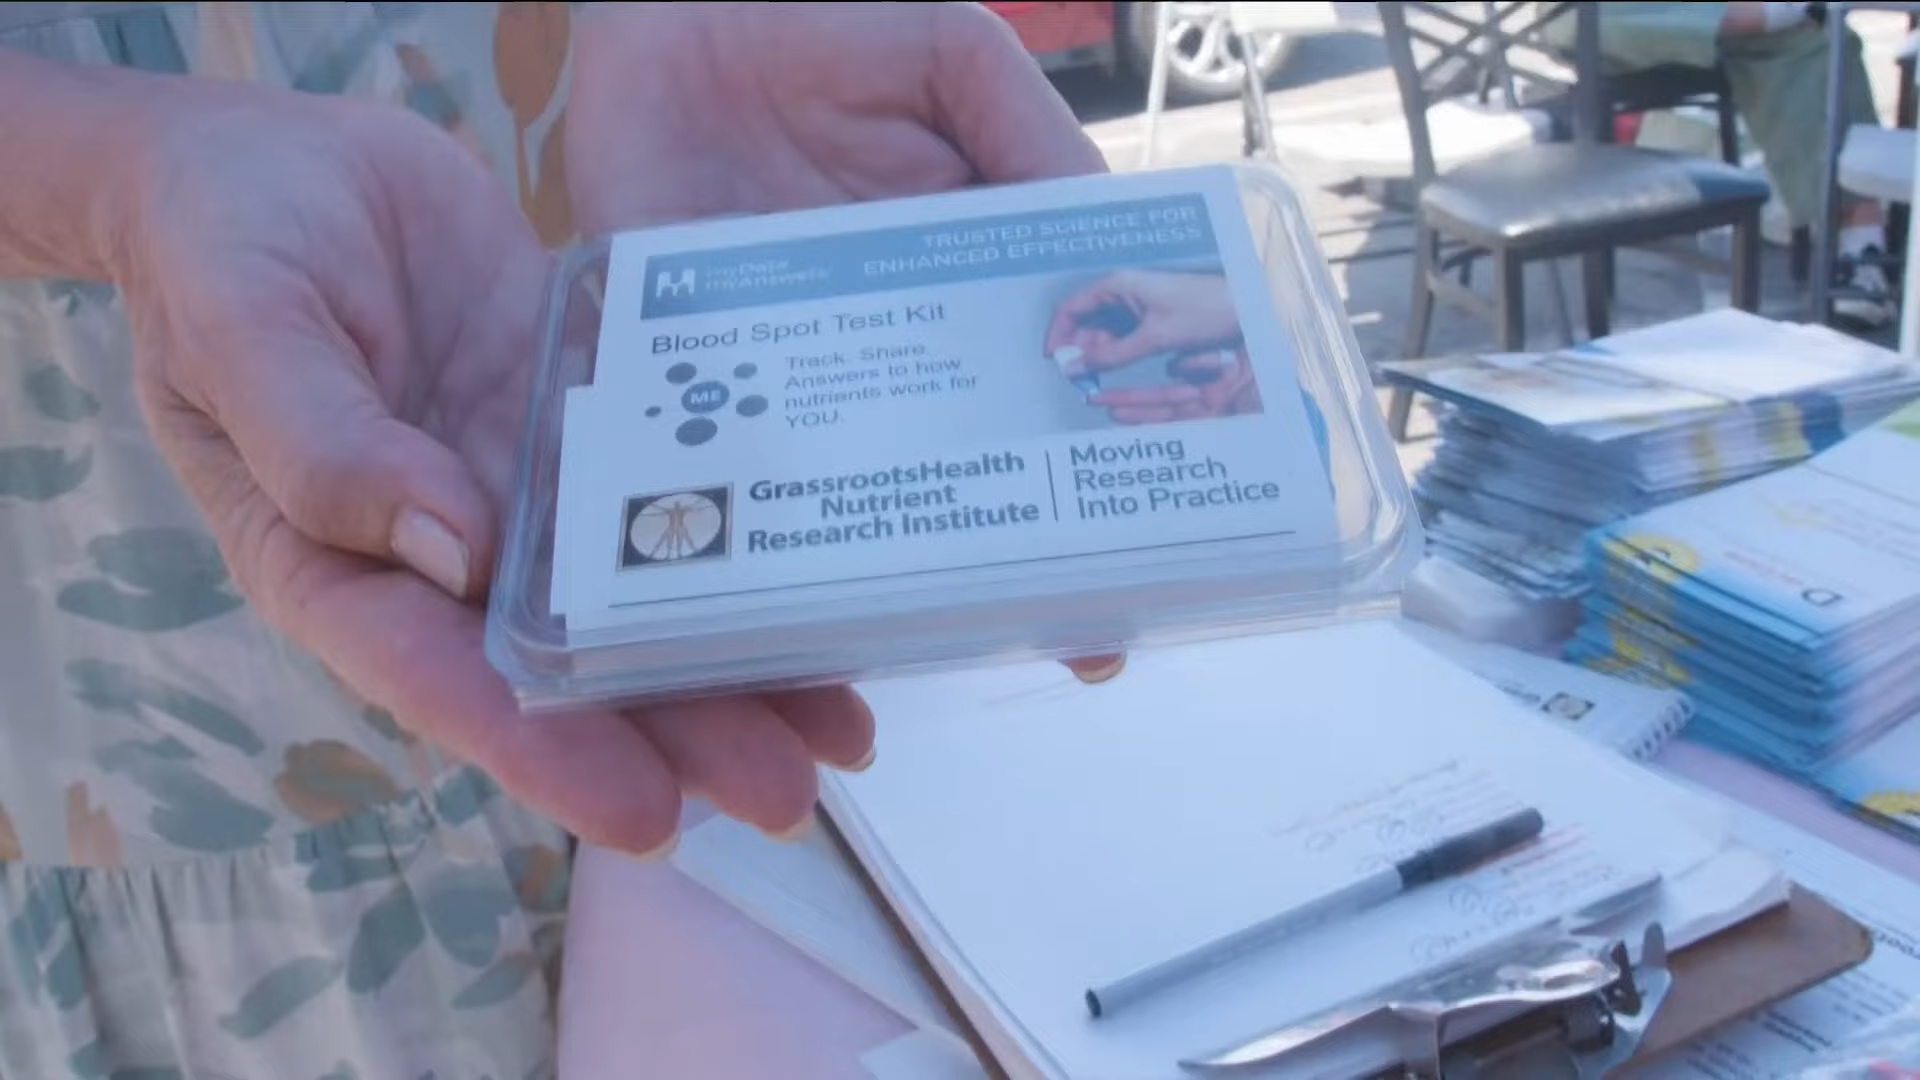 TRUSTED SCIENCE FOR
ENHANCED EFFECTIVENESS
myData
myAnswers
Blood Spot Test Kit
ME
Track. Share.
Answers to how
nutrients work for
YOU.
GrassrootsHealth
Nutrient
Research Institute
Moving
Research
Into Practice
D